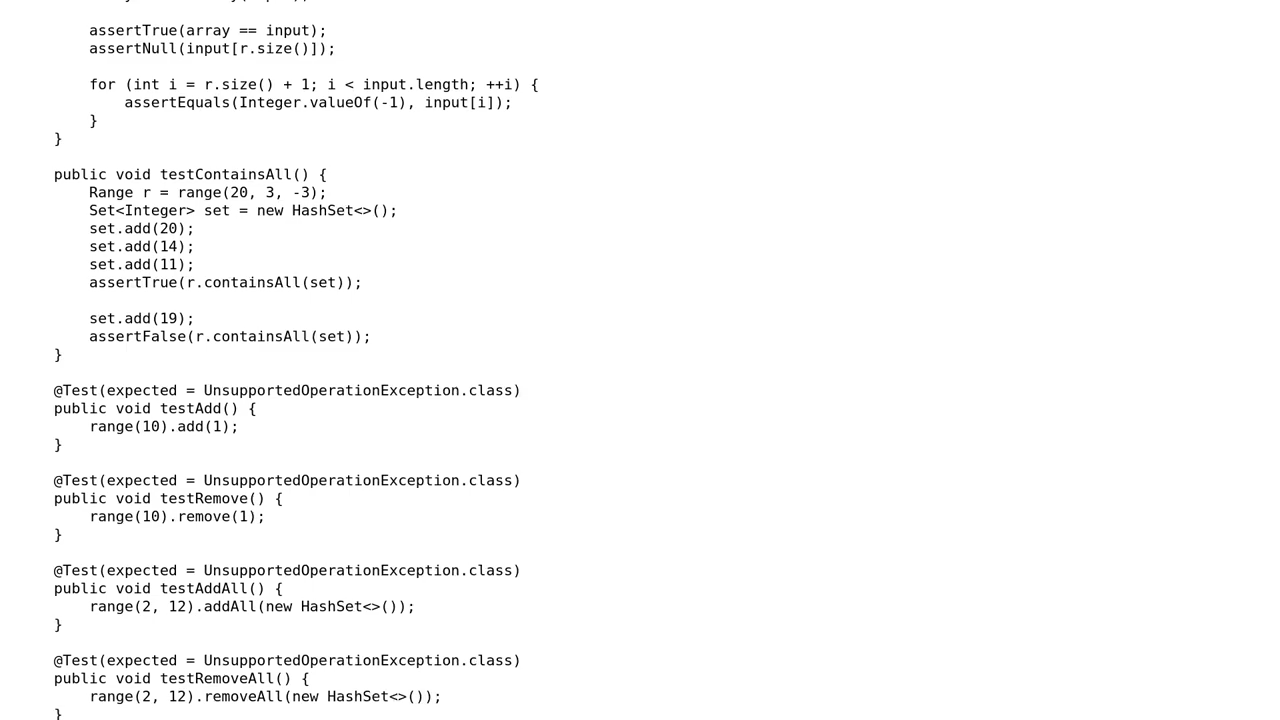 assertTrue(array == input);
assertNull(input[r.size()]);
for (int i = r.size() + 1; i < input.length; ++i) {
assertEquals(Integer.valueOf(-1), input[i]);
}
}
public void testContainsAll() {
Range r = range(20, 3, -3);
Set<Integer> set = new HashSet<>();
set.add(20);
set.add(14);
set.add(11);
assertTrue(r.containsAll(set));
set.add(19);
assertFalse(r.containsAll(set));
}
@Test(expected = UnsupportedOperationException.class)
public void testAdd() {
range(10).add(1);
}
@Test(expected = UnsupportedOperationException.class)
public void testRemove() {
range(10).remove(1);
}
@Test(expected = UnsupportedOperationException.class)
public void testAddAll() {
range(2, 12).addAll(new HashSet<>());
}
@Test(expected = UnsupportedOperationException.class)
public void testRemoveAll() {
range(2, 12).removeAll(new HashSet<>());
}